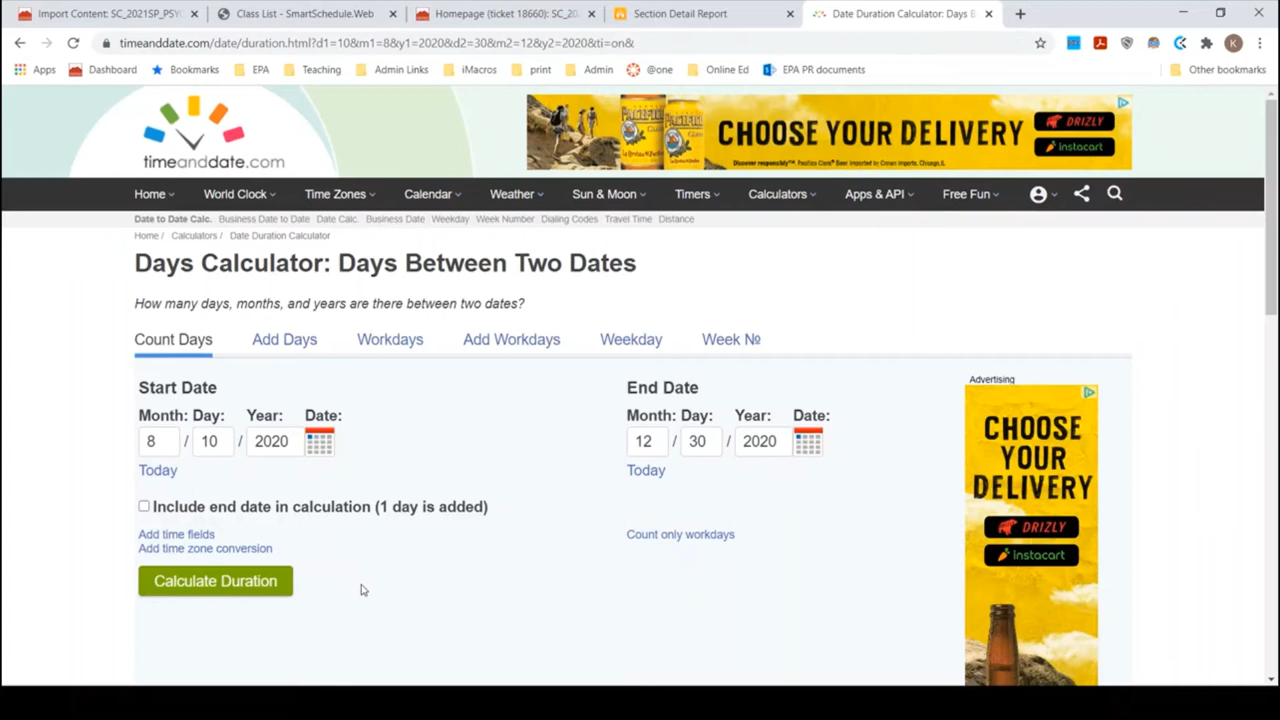 Import Content: SC_2021SP_PSY
Class List - SmartSchedule.Web
Homepage (ticket 18660): SC_20
Section Detail Report
Date Duration Calculator: Days B
timeanddate.com/date/duration.html?d1=10&m1=8&y1=2020&d2=30&m2=12&y2=2020&ti=on&
K
Apps Dashboard Bookmarks EPA Teaching Admin Links iMacros print Admin @one Online Ed EPA PR documents Other bookmarks
timeanddate.com
CHOOSE YOUR DELIVERY
DRIZLY
instacart
Home World Clock Time Zones Calendar Weather Sun & Moon Timers Calculators Apps & API Free Fun
Date to Date Calc. Business Date to Date Date Calc. Business Date Weekday Week Number Dialing Codes Travel Time Distance
Home / Calculators / Date Duration Calculator
Days Calculator: Days Between Two Dates
How many days, months, and years are there between two dates?
Count Days Add Days Workdays Add Workdays Weekday Week №
Start Date
Month: Day: Year: Date:
8 / 10 / 2020
Today
End Date
Month: Day: Year: Date:
12 / 30 / 2020
Today
Include end date in calculation (1 day is added)
Add time fields
Add time zone conversion
Count only workdays
Calculate Duration
Advertising
CHOOSE
YOUR
DELIVERY
DRIZLY
instacart